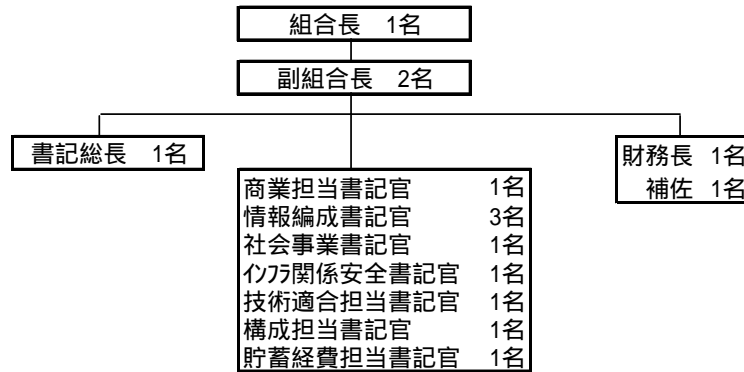 組合長 1名
副組合長 2名
書記総長 1名
財務長 1名
補佐 1名
商業担当書記官 1名
情報編成書記官 3名
社会事業書記官 1名
ｲﾝﾌﾗ関係安全書記官 1名
技術適合担当書記官 1名
構成担当書記官 1名
貯蓄経費担当書記官 1名